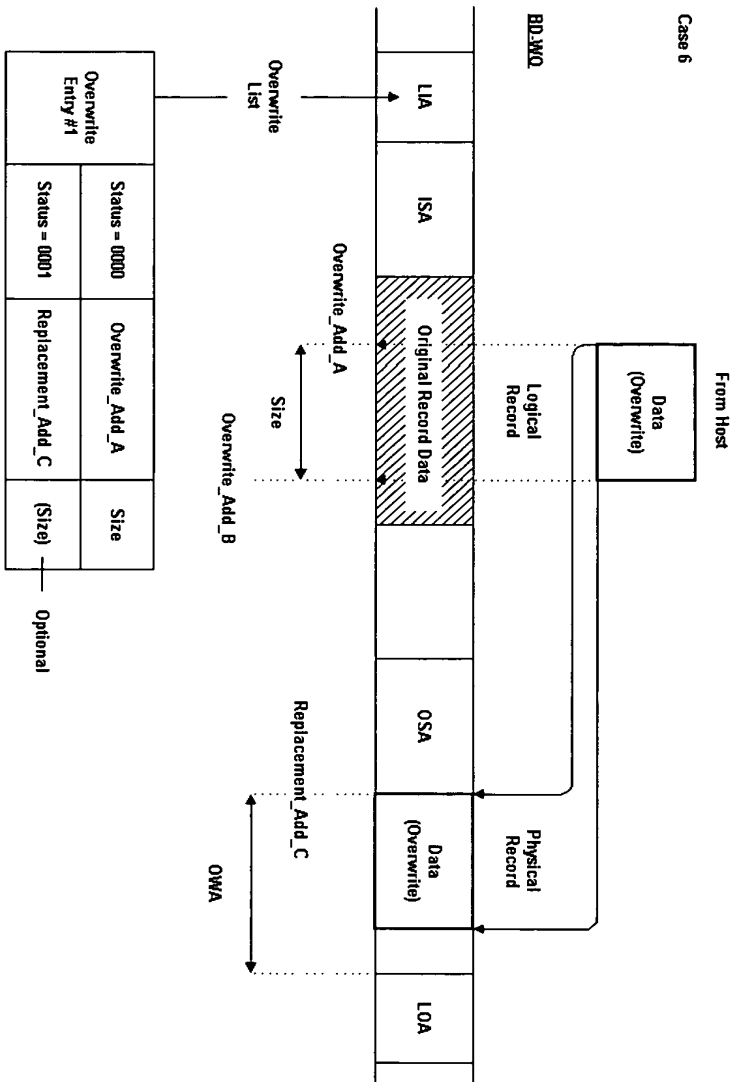 Case 6
From Host
Data
(Overwrite)
BD-WO
Logical
Record
Physical
Record
LIA
ISA
Original Record Data
OSA
Data
(Overwrite)
LOA
Overwrite
List
Overwrite_Add_A
Size
Overwrite_Add_B
Replacement_Add_C
OWA
Overwrite
Entry #1
Status = 0000
Overwrite_Add_A
Size
Status = 0001
Replacement_Add_C
(Size)
Optional